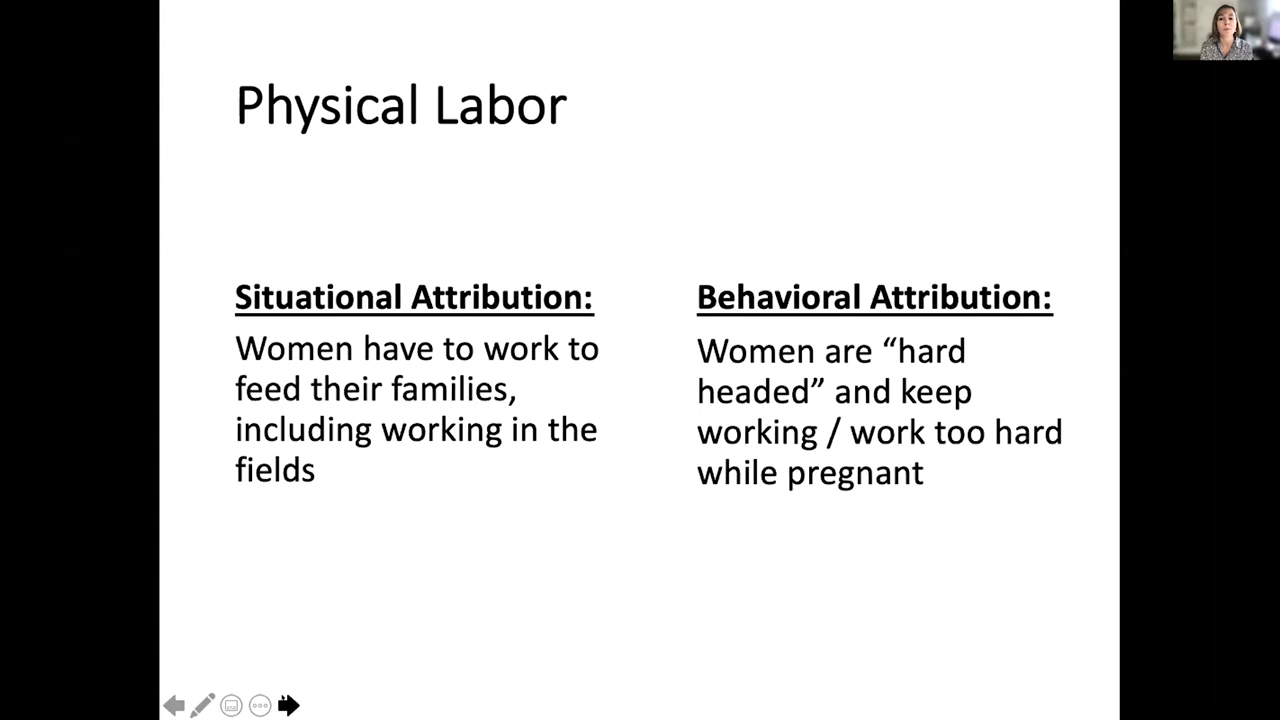 Physical Labor
Situational Attribution:
Women have to work to
feed their families,
including working in the
fields
Behavioral Attribution:
Women are “hard
headed” and keep
working / work too hard
while pregnant